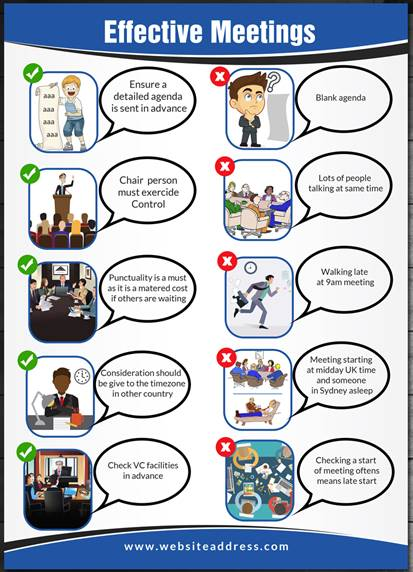 Effective Meetings
aaa
aaa
aaa
aaa
Ensure a
detailed agenda
is sent in advance
?
Blank agenda
Chair person
must exercide
Control
Lots of people
talking at same time
Punctuality is a must
as it is a matered cost
if others are waiting
Walking late
at 9am meeting
Consideration should
be give to the timezone
in other country
Meeting starting
at midday UK time
and someone
in Sydney asleep
Check VC facilities
in advance
Checking a start
of meeting oftens
means late start
www.websiteaddress.com